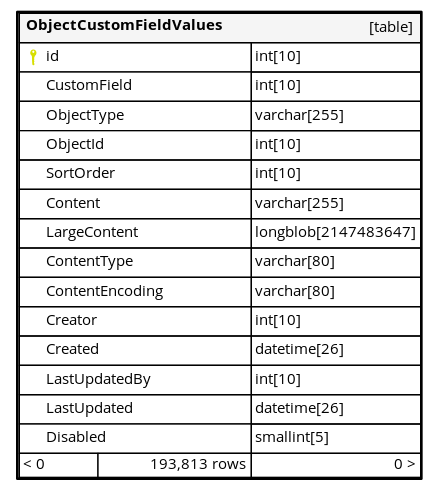 ObjectCustomFieldValues [table]
id int[10]
CustomField int[10]
ObjectType varchar[255]
ObjectId int[10]
SortOrder int[10]
Content varchar[255]
LargeContent longblob[2147483647]
ContentType varchar[80]
ContentEncoding varchar[80]
Creator int[10]
Created datetime[26]
LastUpdatedBy int[10]
LastUpdated datetime[26]
Disabled smallint[5]
< 0 193,813 rows 0 >